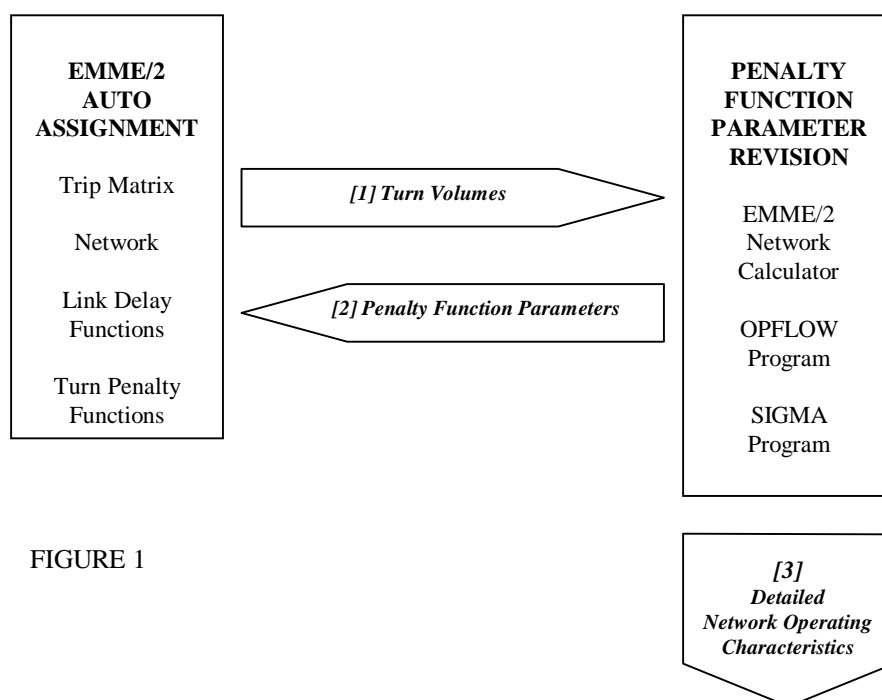 EMME/2
AUTO
ASSIGNMENT
Trip Matrix
Network
Link Delay
Functions
Turn Penalty
Functions
[1] Turn Volumes
[2] Penalty Function Parameters
PENALTY
FUNCTION
PARAMETER
REVISION
EMME/2
Network
Calculator
OPFLOW
Program
SIGMA
Program
FIGURE 1
[3]
Detailed
Network Operating
Characteristics